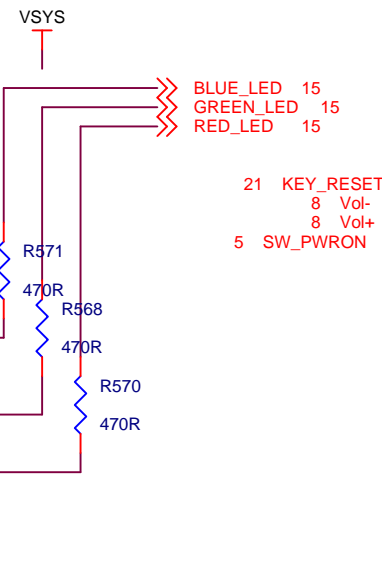 VSYS
BLUE_LED 15
GREEN_LED 15
RED_LED 15
21 KEY_RESET
8 Vol-
8 Vol+
5 SW_PWRON
R571
470R
R568
470R
R570
470R